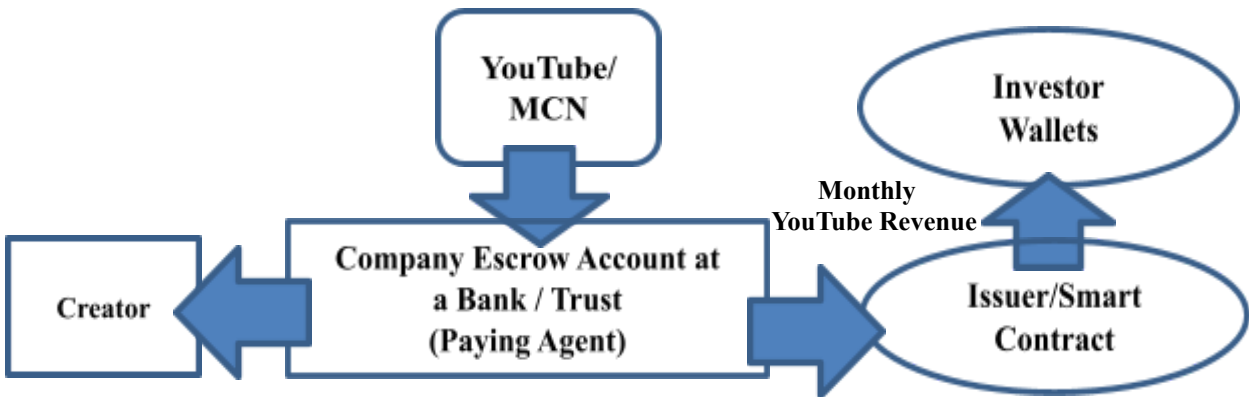 YouTube/
MCN
Investor
Wallets
Monthly
YouTube Revenue
Creator
Company Escrow Account at
a Bank / Trust
(Paying Agent)
Issuer/Smart
Contract